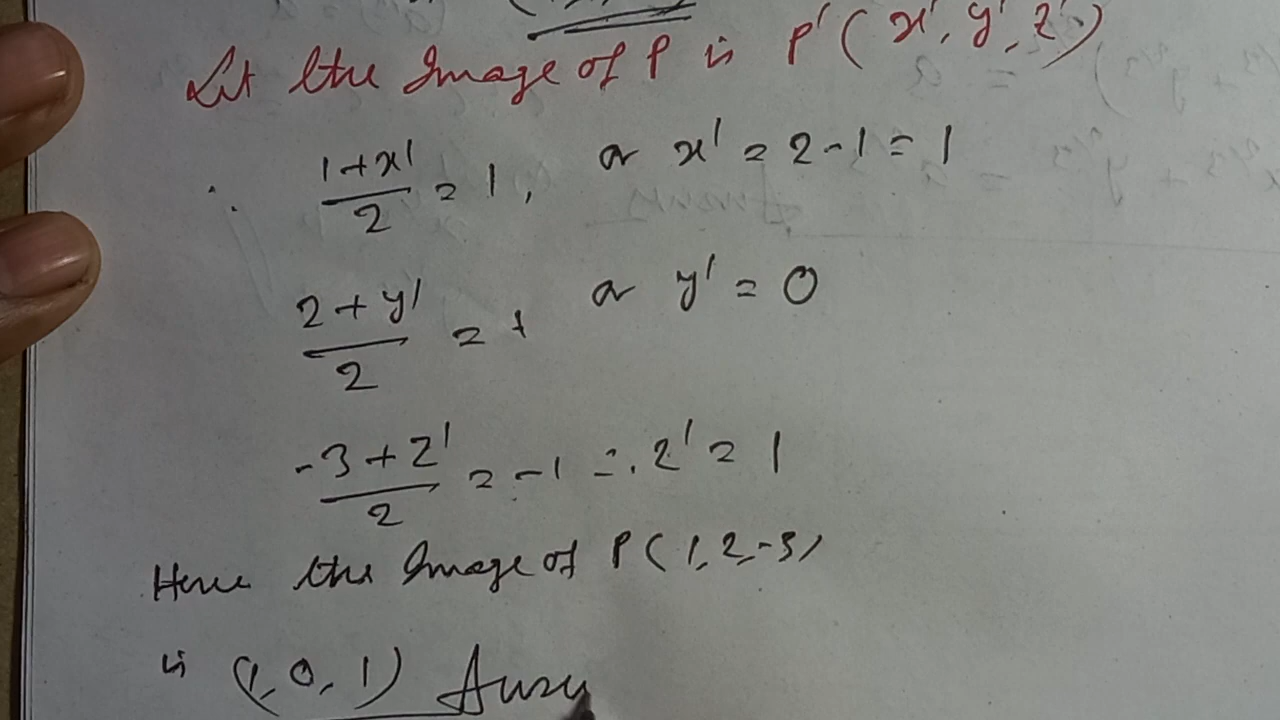 Let the Image of P is P'(x', y', z')
∴ (1+x')/2 = 1, or x' = 2-1 = 1
(2+y')/2 = 1 or y' = 0
(-3+z')/2 = -1 ∴ z' = 1
Hence the Image of P(1, 2, -3)
is (1, 0, 1) Answ